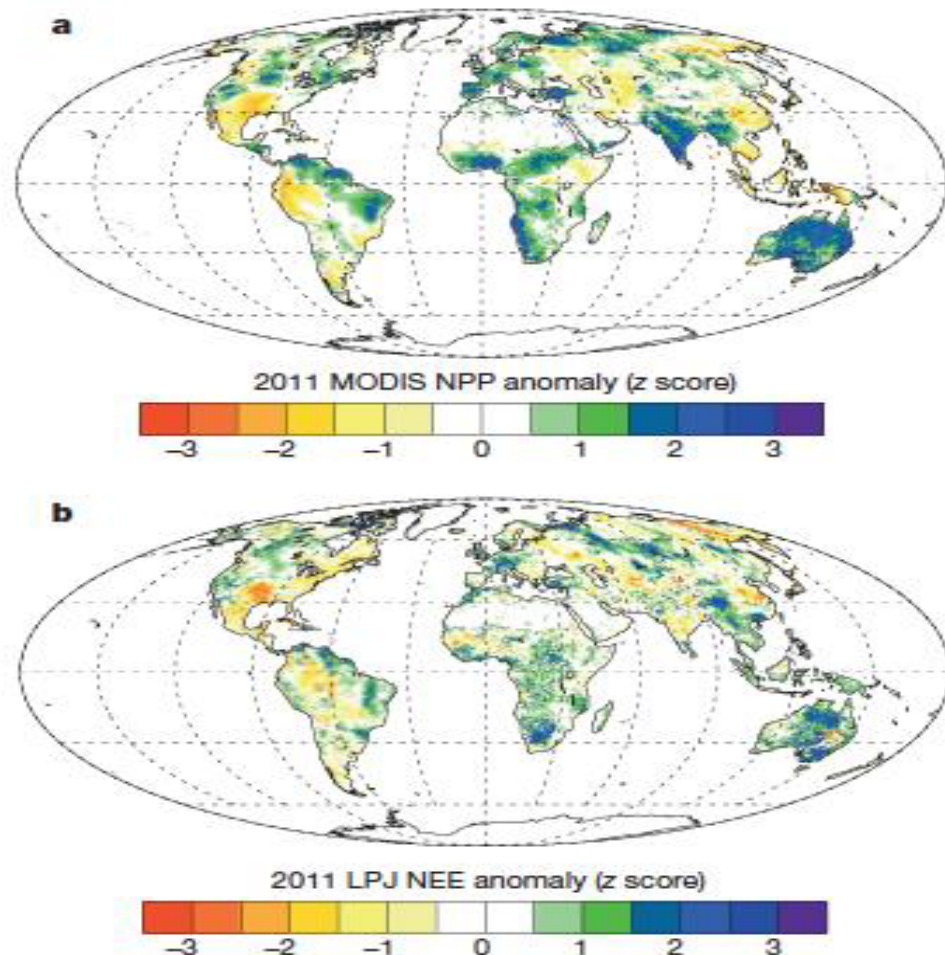 a
2011 MODIS NPP anomaly (z score)
–3 –2 –1 0 1 2 3
b
2011 LPJ NEE anomaly (z score)
–3 –2 –1 0 1 2 3